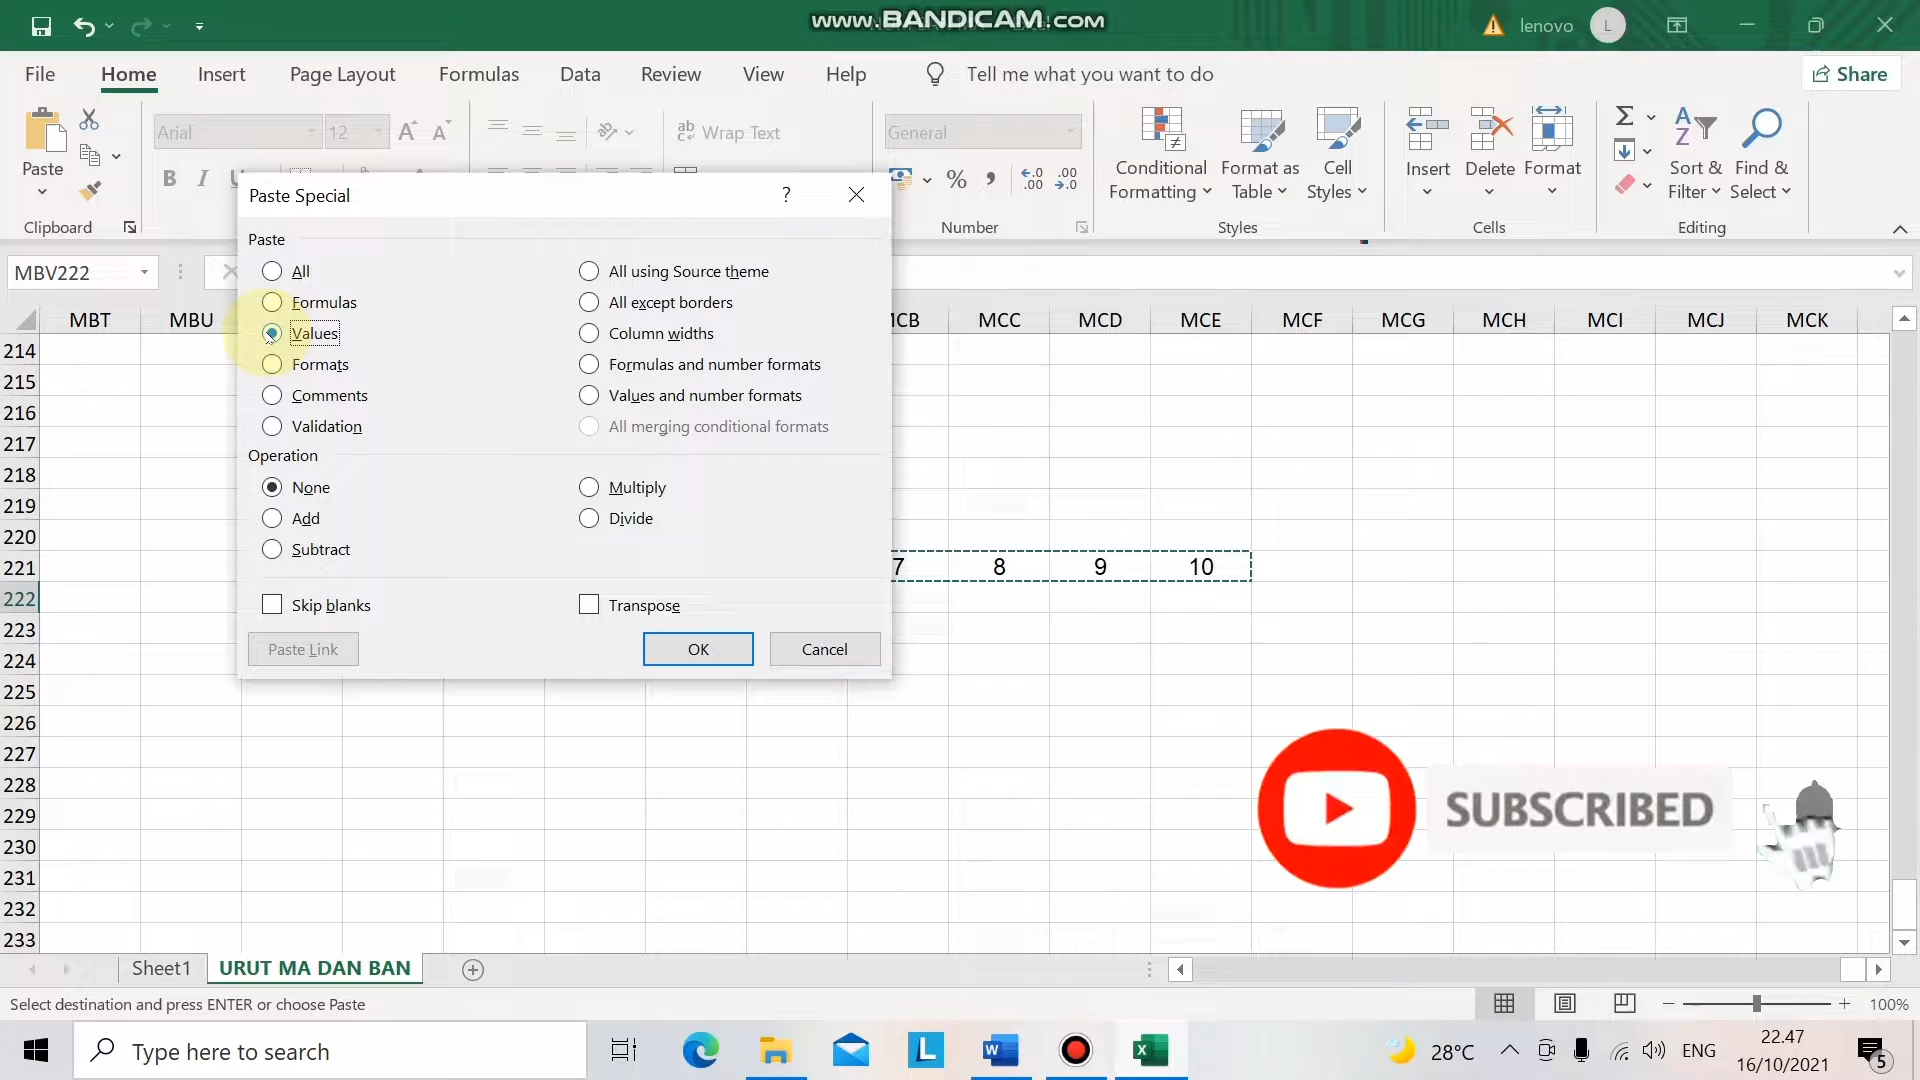 www.BANDICAM.com
lenovo
L
File
Home
Insert
Page Layout
Formulas
Data
Review
View
Help
Tell me what you want to do
Share
Paste
Arial
12
Wrap Text
General
Conditional Formatting
Format as Table
Cell Styles
Insert
Delete
Format
Sort & Filter
Find & Select
Clipboard
Number
Styles
Cells
Editing
MBV222
Paste Special
?
Paste
All
All using Source theme
Formulas
All except borders
Values
Column widths
Formats
Formulas and number formats
Comments
Values and number formats
Validation
All merging conditional formats
Operation
None
Multiply
Add
Divide
Subtract
Skip blanks
Transpose
Paste Link
OK
Cancel
MBT MBU MCC MCD MCE MCF MCG MCH MCI MCJ MCK
214
215
216
217
218
219
220
221 7 8 9 10
222
223
224
225
226
227
228
229
230
231
232
233
SUBSCRIBED
Sheet1
URUT MA DAN BAN
Select destination and press ENTER or choose Paste
100%
Type here to search
28°C
ENG
22.47
16/10/2021
5